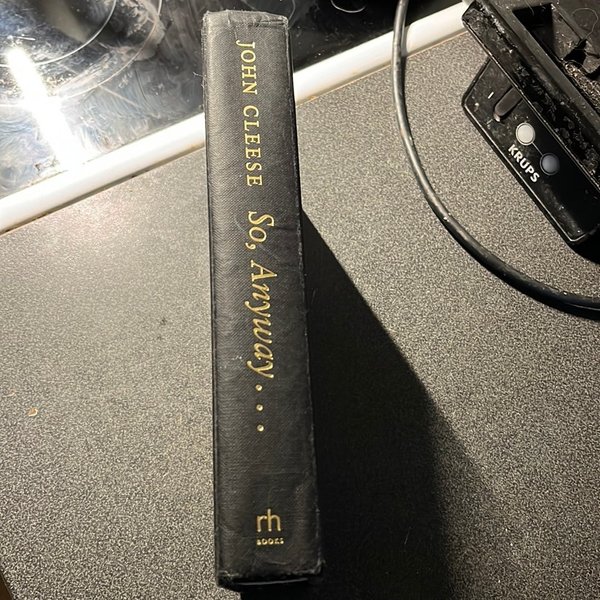 JOHN CLEESE So, Anyway...
rh
BOOKS
KRUPS